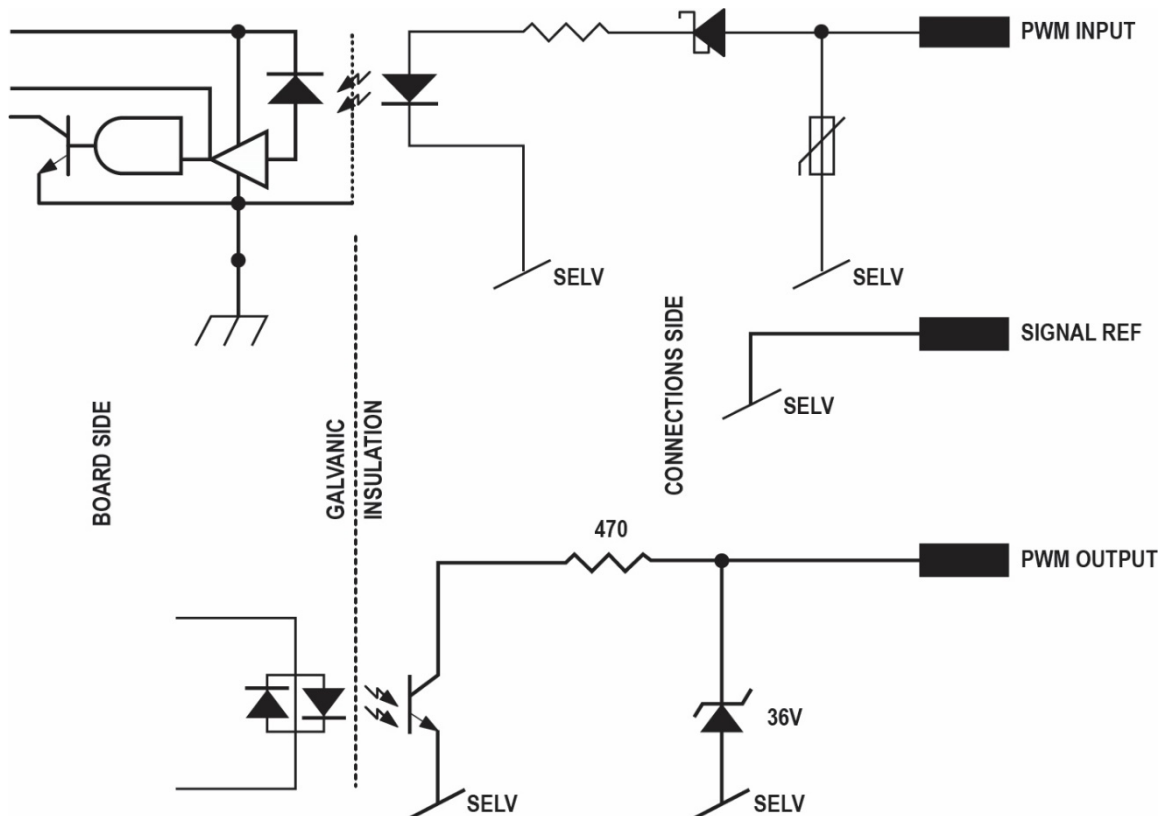 PWM INPUT
SELV
SELV
SIGNAL REF
SELV
BOARD SIDE
GALVANIC
INSULATION
CONNECTIONS SIDE
470
PWM OUTPUT
36V
SELV
SELV